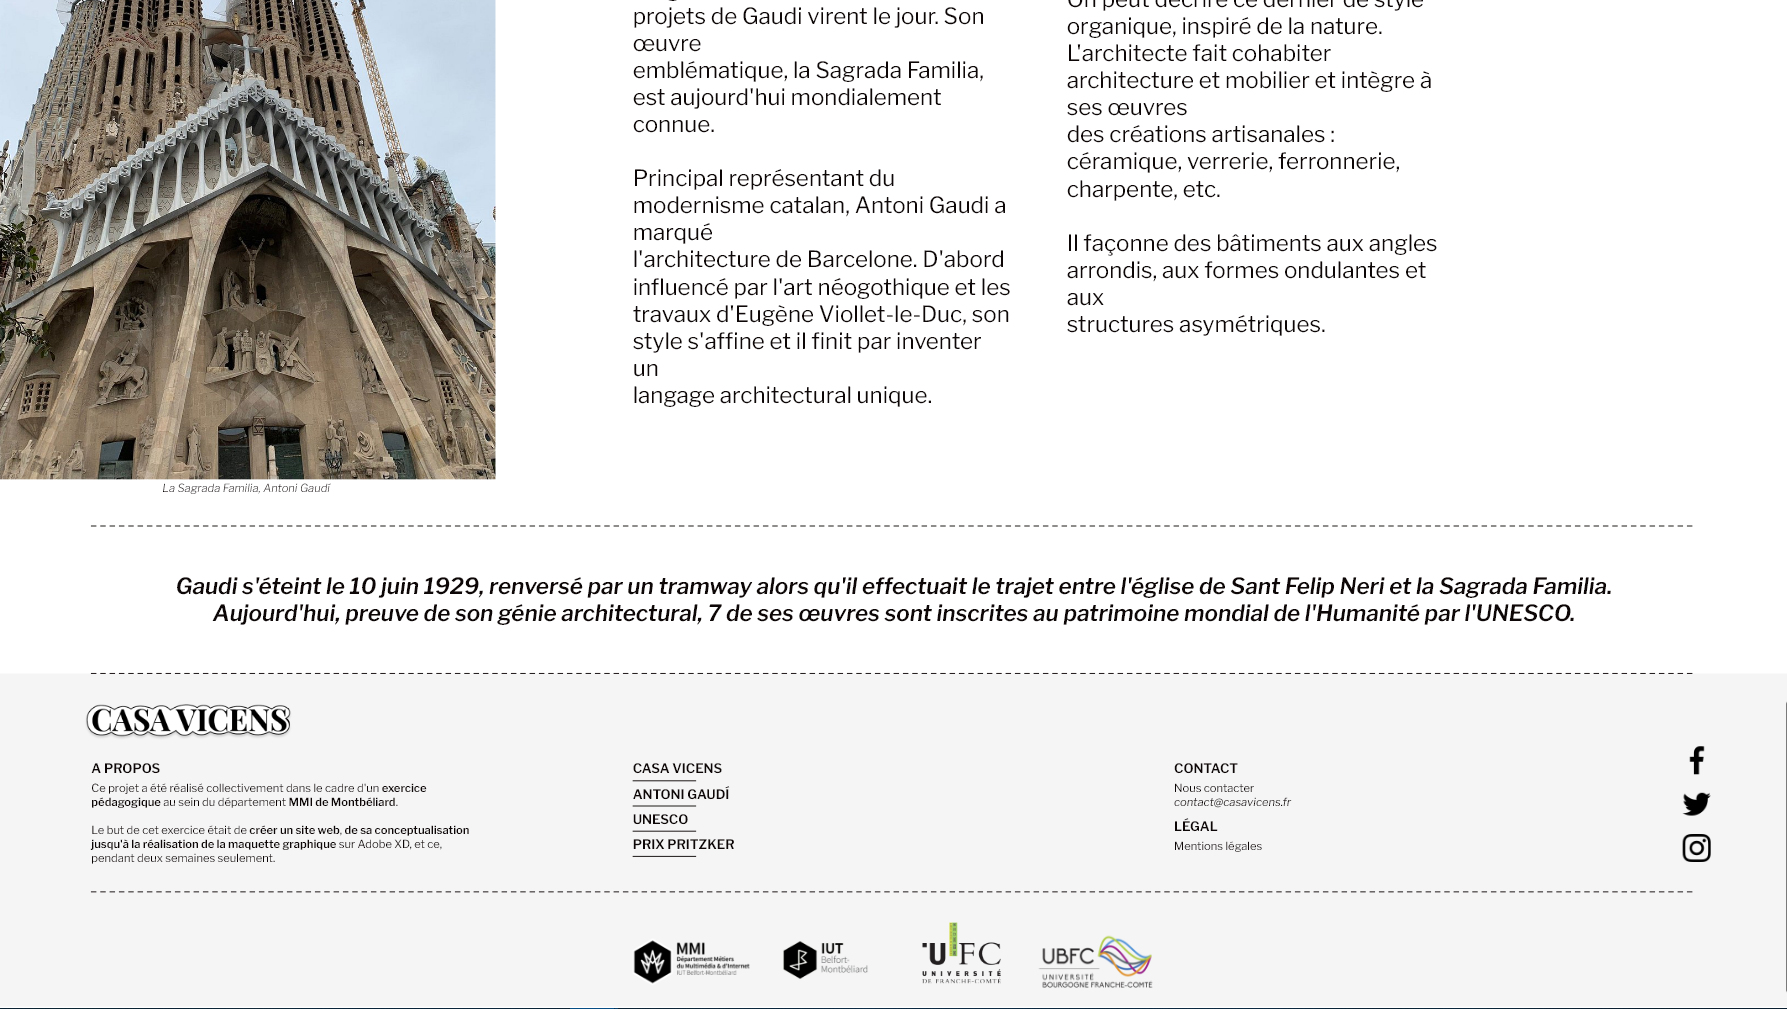 projets de Gaudi virent le jour. Son
œuvre
emblématique, la Sagrada Familia,
est aujourd'hui mondialement
connue.
Principal représentant du
modernisme catalan, Antoni Gaudi a
marqué
l'architecture de Barcelone. D'abord
influencé par l'art néogothique et les
travaux d'Eugène Viollet-le-Duc, son
style s'affine et il finit par inventer
un
langage architectural unique.
On peut décrire ce dernier de style
organique, inspiré de la nature.
L'architecte fait cohabiter
architecture et mobilier et intègre à
ses œuvres
des créations artisanales :
céramique, verrerie, ferronnerie,
charpente, etc.
Il façonne des bâtiments aux angles
arrondis, aux formes ondulantes et
aux
structures asymétriques.
La Sagrada Familia, Antoni Gaudí
Gaudi s'éteint le 10 juin 1929, renversé par un tramway alors qu'il effectuait le trajet entre l'église de Sant Felip Neri et la Sagrada Familia.
Aujourd'hui, preuve de son génie architectural, 7 de ses œuvres sont inscrites au patrimoine mondial de l'Humanité par l'UNESCO.
CASA VICENS
A PROPOS
Ce projet a été réalisé collectivement dans le cadre d'un exercice
pédagogique au sein du département MMI de Montbéliard.
Le but de cet exercice était de créer un site web, de sa conceptualisation
jusqu'à la réalisation de la maquette graphique sur Adobe XD, et ce,
pendant deux semaines seulement.
CASA VICENS
ANTONI GAUDÍ
UNESCO
PRIX PRITZKER
CONTACT
Nous contacter
contact@casavicens.fr
LÉGAL
Mentions légales
MMI
Département Métiers
du Multimédia & d'Internet
IUT Belfort-Montbéliard
IUT
Belfort-
Montbéliard
UFC
UNIVERSITÉ
DE FRANCHE-COMTÉ
UBFC
UNIVERSITÉ
BOURGOGNE FRANCHE-COMTÉ